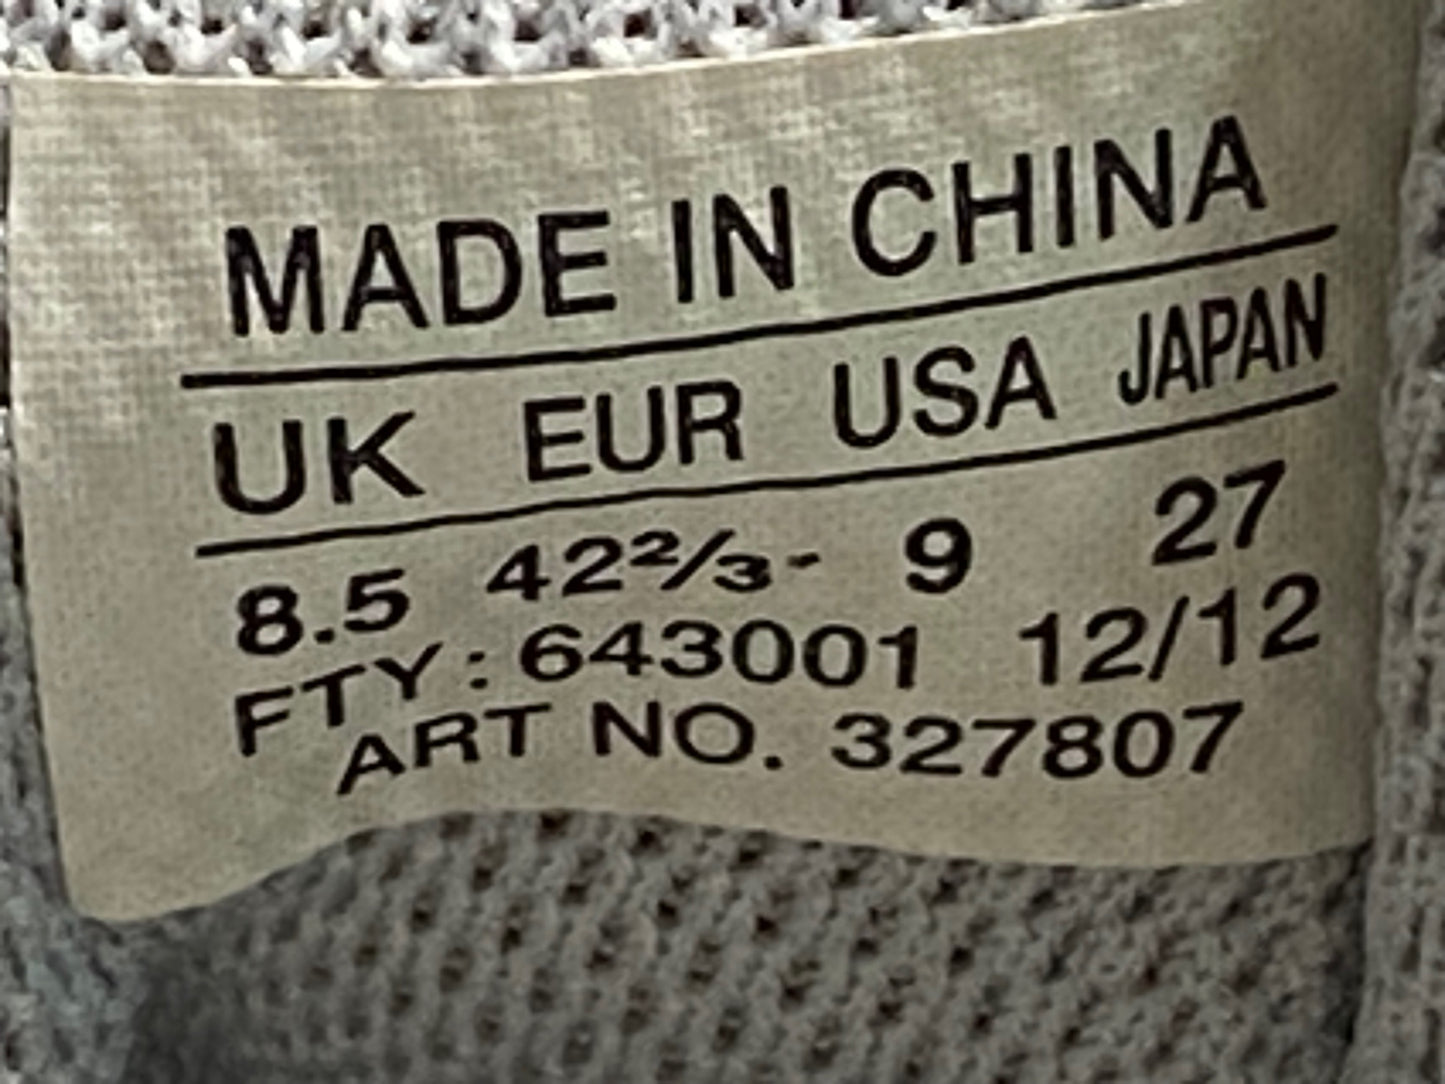 MADE IN CHINA
UK EUR USA JAPAN
8.5 42⅔- 9 27
FTY: 643001 12/12
ART NO. 327807